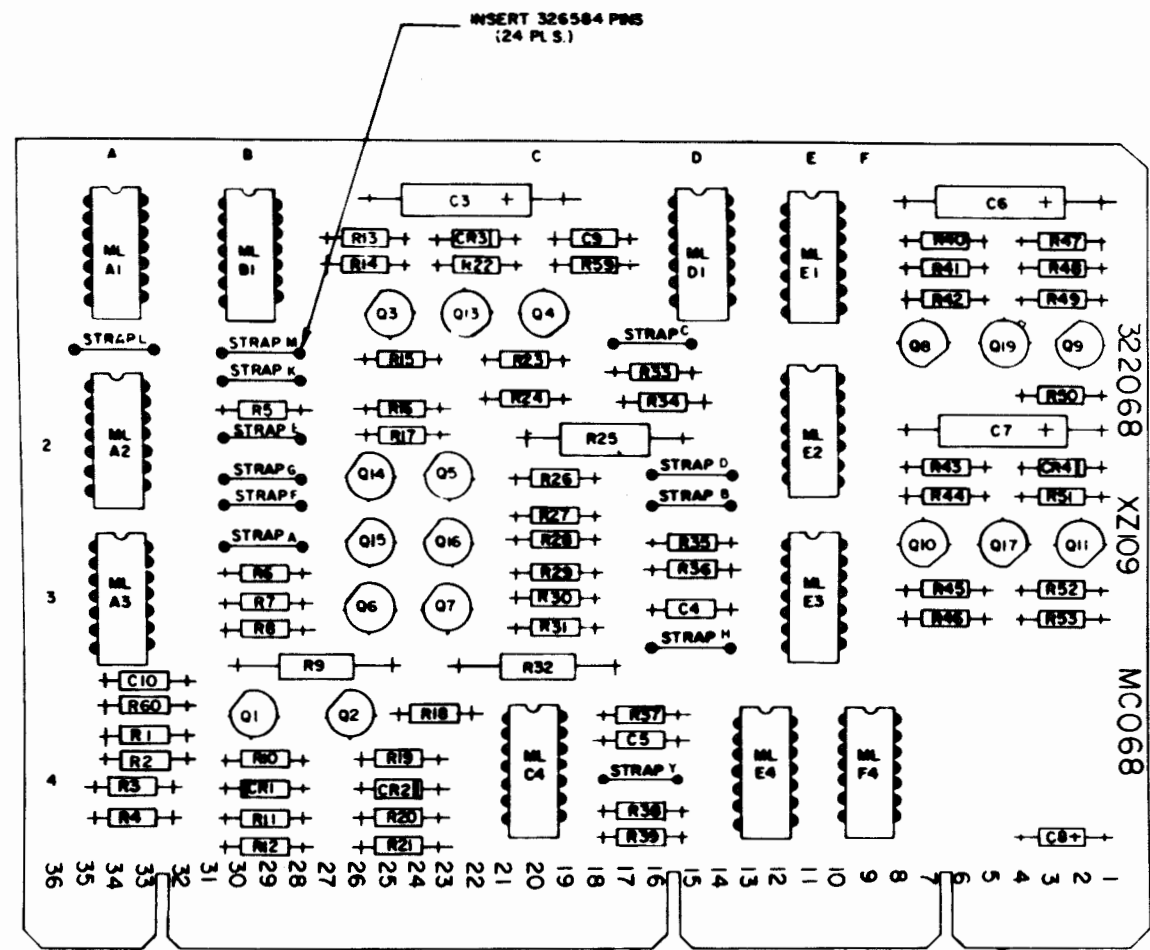 INSERT 326584 PINS
(24 PLS.)
A B C D E F
ML A1
ML B1
C3 +
R13 CR3 C9
R14 R22 R59
ML D1
ML E1
C6 +
R40 R47
R41 R48
R42 R49
Q3 Q13 Q4
Q8 Q19 Q9
STRAP L
STRAP M
STRAP C
R15 R23
R33
STRAP K
R24 R34
R50
R5 R16
R17
R25
C7 +
2
ML A2
ML E2
STRAP G
Q14 Q5
R26
STRAP D
R43 CR4
STRAP F
STRAP B
R44 R51
R27
R28
STRAP A
Q15 Q16
R35
R36
Q10 Q17 Q11
3
ML A3
R6
R7
R8
Q6 Q7
R29
R30
R31
C4
STRAP H
ML E3
R45 R52
R46 R53
R9 R32
C10
R60
R1
R2
R3
R4
Q1 Q2
R18
R37
C5
STRAP Y
R38
R39
4
R10 R19
CR1 CR2
R11 R20
R12 R21
ML C4
ML E4
ML F4
C8+
322068 XZ109 MC068
36 35 34 33 32 31 30 29 28 27 26 25 24 23 22 21 20 19 18 17 16 15 14 13 12 11 10 9 8 7 6 5 4 3 2 1